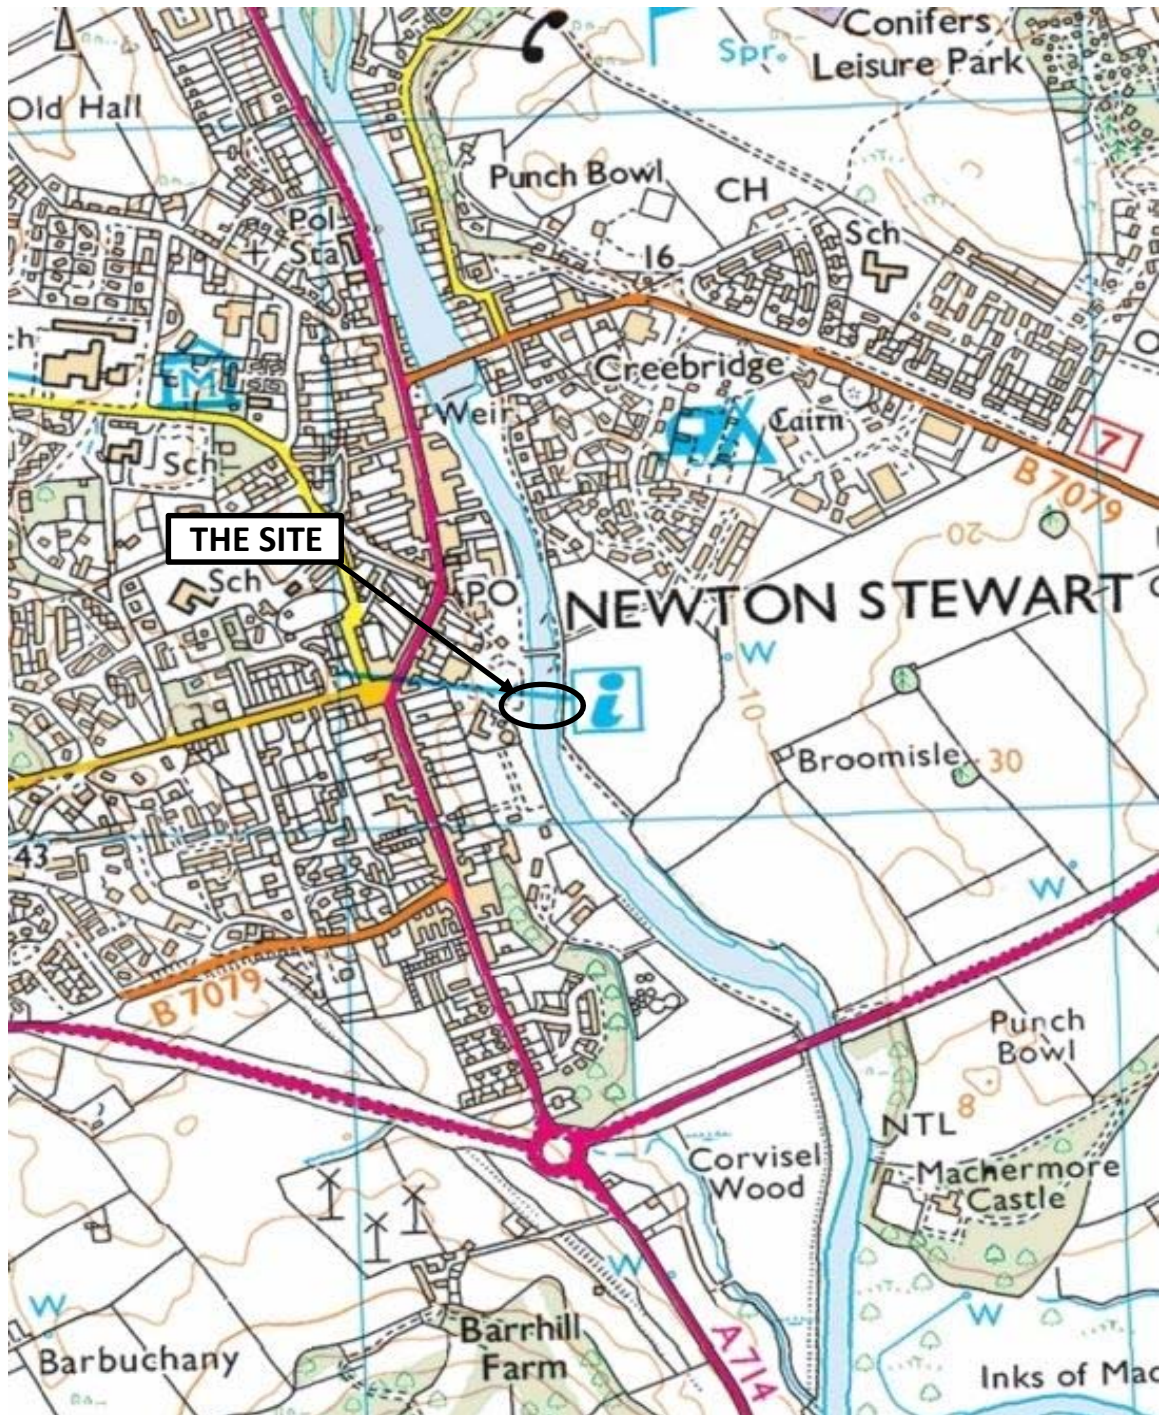 Conifers
Leisure Park
Spr
Old Hall
Punch Bowl
CH
Sch
Pol
Sta
16
Creebridge
M
Weir
Cairn
7
B 7079
Sch
20
THE SITE
Sch
PO
NEWTON STEWART
W
i
10
Broomisle
30
43
W
B 7079
Punch
Bowl
8
NTL
Corvisel
Wood
Machermore
Castle
W
W
W
Barrhill
Farm
Barbuchany
A 714
Inks of Mac